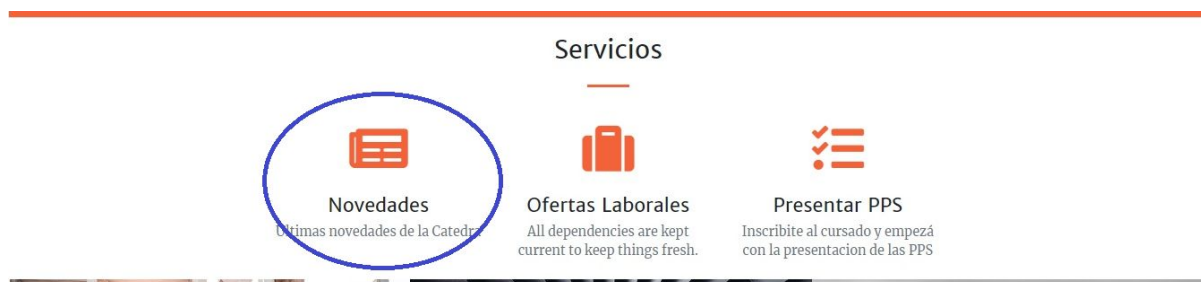 Servicios
Novedades
Ultimas novedades de la Catedra
Ofertas Laborales
All dependencies are kept
current to keep things fresh.
Presentar PPS
Inscribite al cursado y empezá
con la presentacion de las PPS